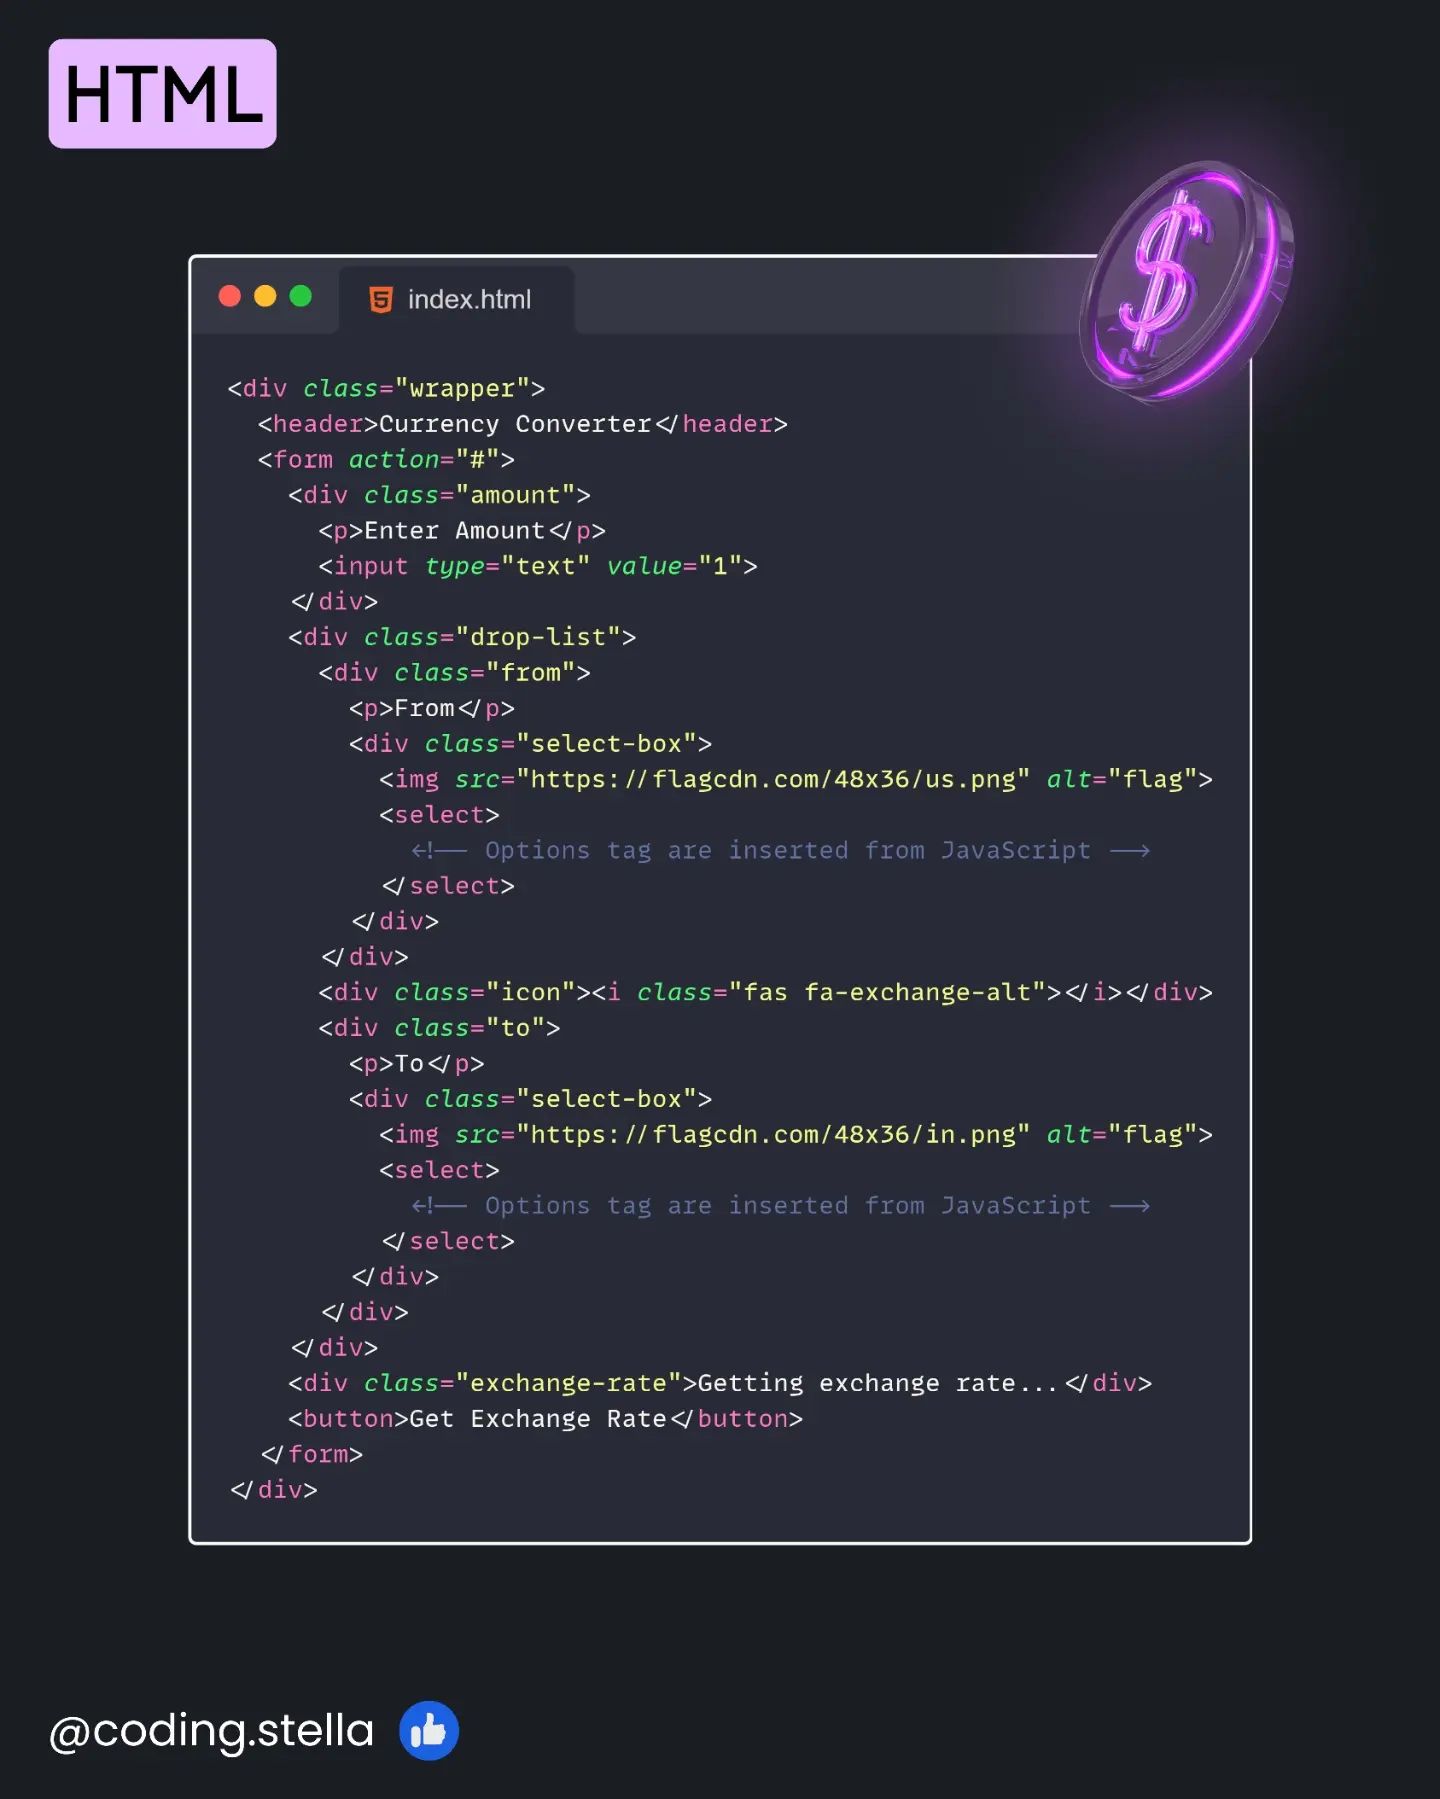 HTML
index.html
<div class="wrapper">
  <header>Currency Converter</header>
  <form action="#">
    <div class="amount">
      <p>Enter Amount</p>
      <input type="text" value="1">
    </div>
    <div class="drop-list">
      <div class="from">
        <p>From</p>
        <div class="select-box">
          <img src="https://flagcdn.com/48x36/us.png" alt="flag">
          <select>
            <!-- Options tag are inserted from JavaScript -->
          </select>
        </div>
      </div>
      <div class="icon"><i class="fas fa-exchange-alt"></i></div>
      <div class="to">
        <p>To</p>
        <div class="select-box">
          <img src="https://flagcdn.com/48x36/in.png" alt="flag">
          <select>
            <!-- Options tag are inserted from JavaScript -->
          </select>
        </div>
      </div>
    </div>
    <div class="exchange-rate">Getting exchange rate...</div>
    <button>Get Exchange Rate</button>
  </form>
</div>
@coding.stella